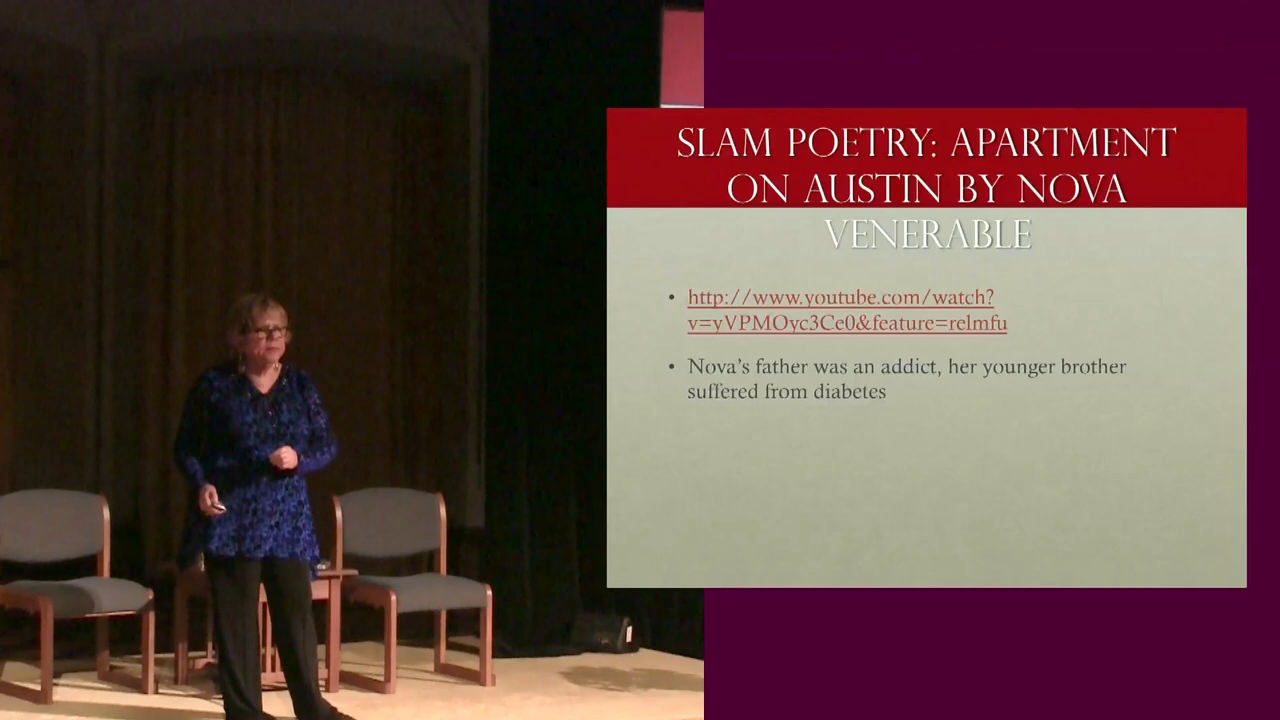 SLAM POETRY: APARTMENT
ON AUSTIN BY NOVA
VENERABLE
• http://www.youtube.com/watch?
v=yVPMOyc3Ce0&feature=relmfu
• Nova's father was an addict, her younger brother
suffered from diabetes